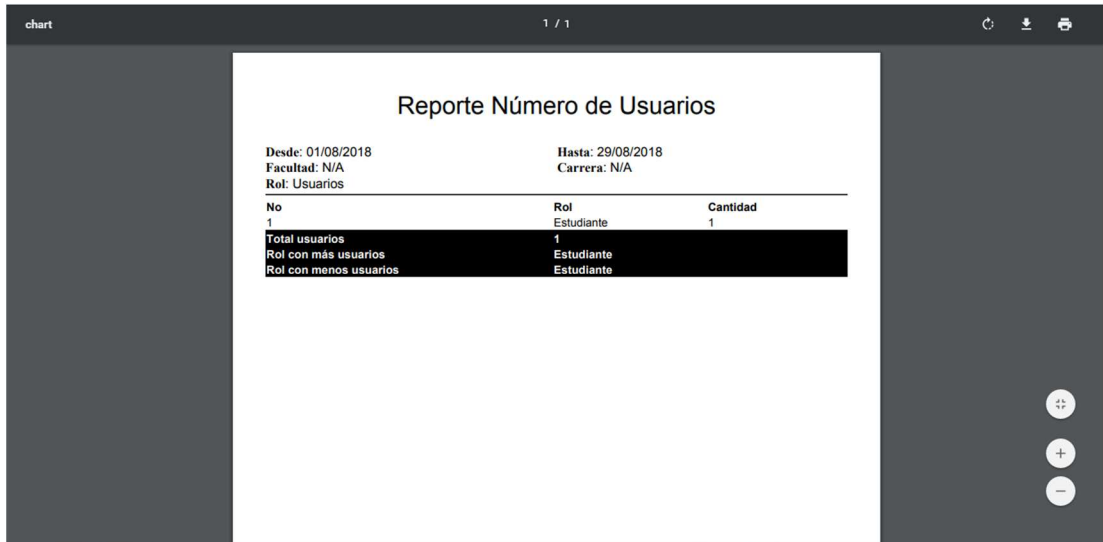 chart 1 / 1
Reporte Número de Usuarios
Desde: 01/08/2018 Hasta: 29/08/2018
Facultad: N/A Carrera: N/A
Rol: Usuarios
No Rol Cantidad
1 Estudiante 1
Total usuarios 1
Rol con más usuarios Estudiante
Rol con menos usuarios Estudiante